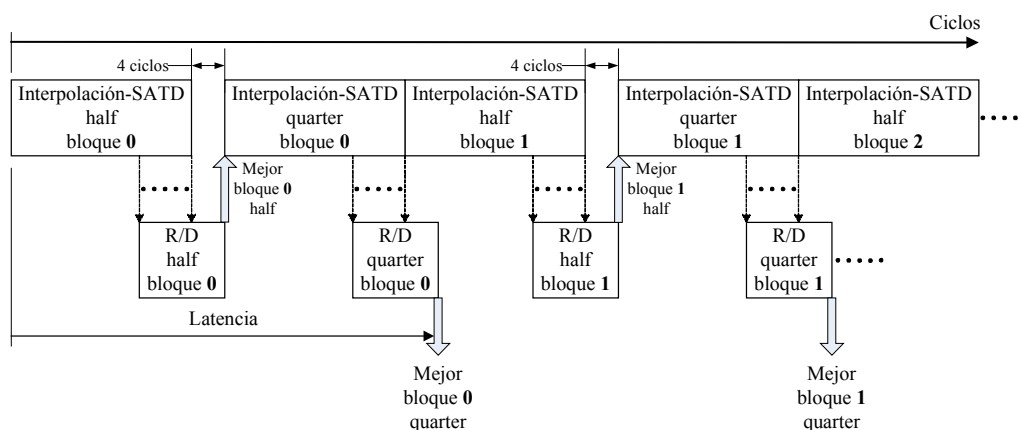 Ciclos
4 ciclos
4 ciclos
Interpolación-SATD
half
bloque 0
Interpolación-SATD
quarter
bloque 0
Interpolación-SATD
half
bloque 1
Interpolación-SATD
quarter
bloque 1
Interpolación-SATD
half
bloque 2
Mejor
bloque 0
half
Mejor
bloque 1
half
R/D
half
bloque 0
R/D
quarter
bloque 0
R/D
half
bloque 1
R/D
quarter
bloque 1
Latencia
Mejor
bloque 0
quarter
Mejor
bloque 1
quarter